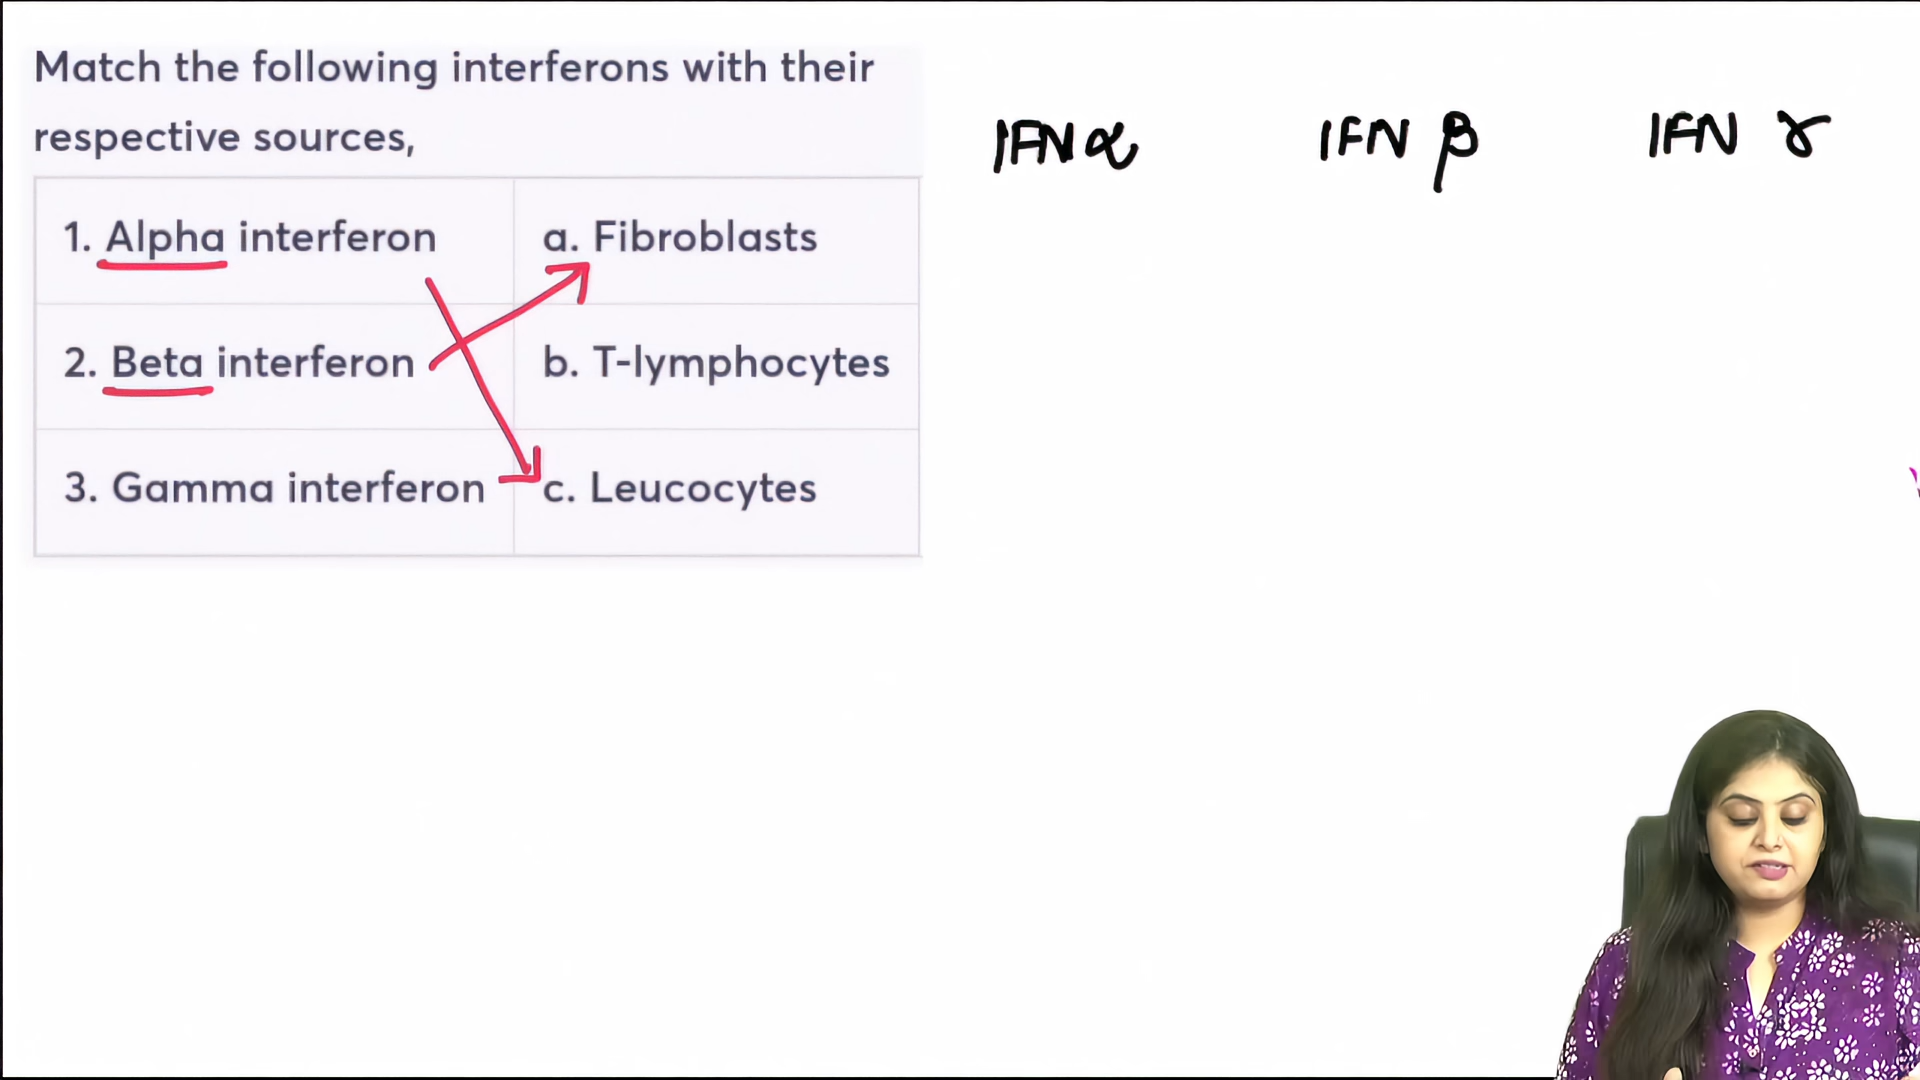 Match the following interferons with their
respective sources,
1. Alpha interferon a. Fibroblasts
2. Beta interferon b. T-lymphocytes
3. Gamma interferon c. Leucocytes
IFN α IFN β IFN γ